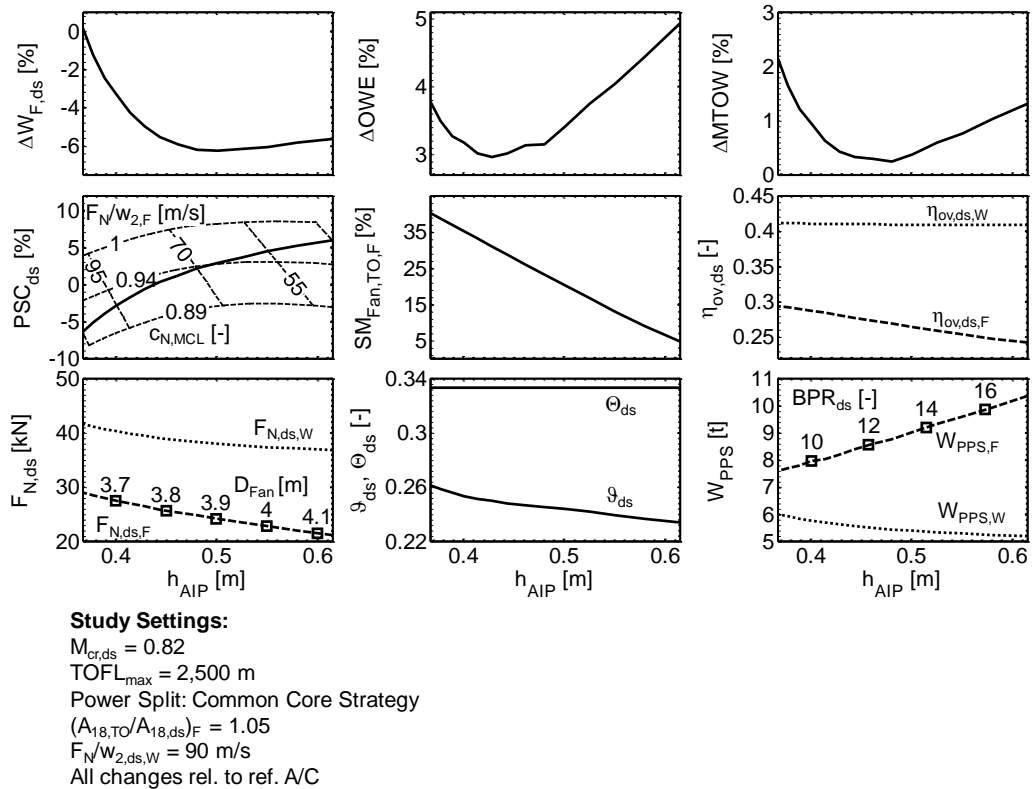 ΔW_F,ds [%]
0
-2
-4
-6
ΔOWE [%]
5
4
3
ΔMTOW [%]
3
2
1
0
PSC_ds [%]
10
5
0
-5
-10
F_N/w_2,F [m/s]
1
95
0.94
70
55
0.89
c_N,MCL [-]
SM_Fan,TO,F [%]
35
25
15
5
η_ov,ds [-]
0.45
0.4
0.35
0.3
0.25
η_ov,ds,W
η_ov,ds,F
F_N,ds [kN]
50
40
30
20
F_N,ds,W
D_Fan [m]
3.7
3.8
3.9
4
4.1
F_N,ds,F
0.4
0.5
0.6
h_AIP [m]
ϑ_ds, Θ_ds [-]
0.34
0.3
0.26
0.22
Θ_ds
ϑ_ds
0.4
0.5
0.6
h_AIP [m]
W_PPS [t]
11
10
9
8
7
6
5
BPR_ds [-]
10
12
14
16
W_PPS,F
W_PPS,W
0.4
0.5
0.6
h_AIP [m]
Study Settings:
M_cr,ds = 0.82
TOFL_max = 2,500 m
Power Split: Common Core Strategy
(A_18,TO/A_18,ds)_F = 1.05
F_N/w_2,ds,W = 90 m/s
All changes rel. to ref. A/C